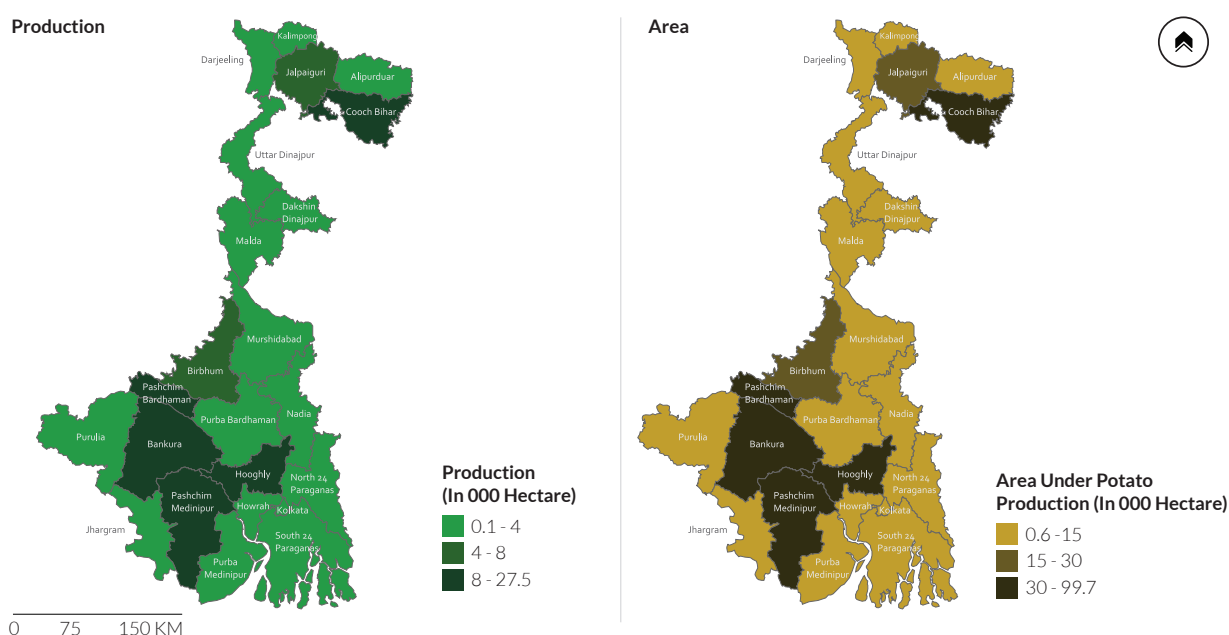 Production
Kalimpong
Darjeeling
Jalpaiguri
Alipurduar
Cooch Bihar
Uttar Dinajpur
Dakshin
Dinajpur
Malda
Murshidabad
Birbhum
Pashchim
Bardhaman
Purba Bardhaman
Nadia
Purulia
Bankura
Hooghly
North 24
Paraganas
Pashchim
Medinipur
Howrah
Kolkata
Jhargram
South 24
Paraganas
Purba
Medinipur
Production
(In 000 Hectare)
0.1 - 4
4 - 8
8 - 27.5
0 75 150 KM
Area
Kalimpong
Darjeeling
Jalpaiguri
Alipurduar
Cooch Bihar
Uttar Dinajpur
Dakshin
Dinajpur
Malda
Murshidabad
Birbhum
Pashchim
Bardhaman
Purba Bardhaman
Nadia
Purulia
Bankura
Hooghly
North 24
Paraganas
Pashchim
Medinipur
Howrah
Kolkata
Jhargram
South 24
Paraganas
Purba
Medinipur
Area Under Potato
Production (In 000 Hectare)
0.6 -15
15 - 30
30 - 99.7